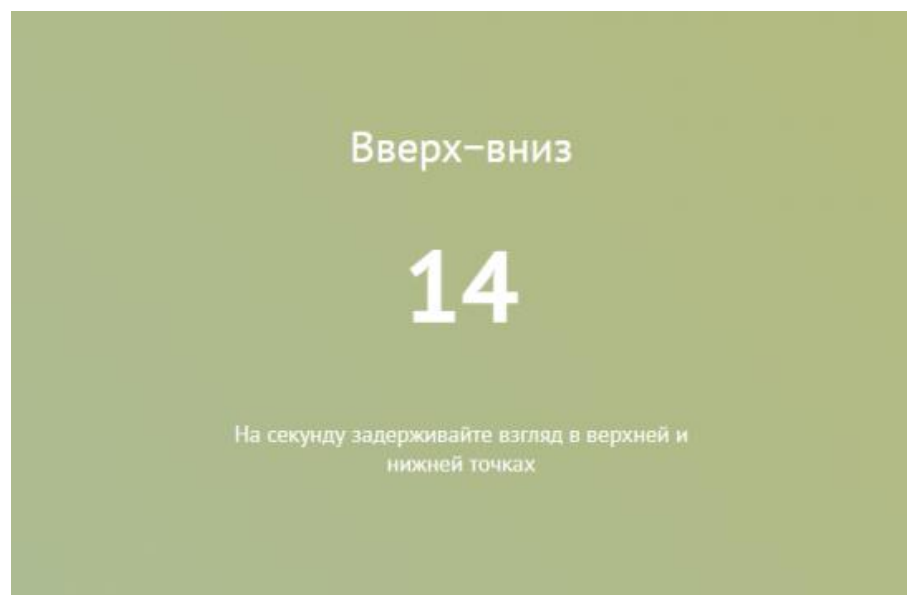 Вверх–вниз
14
На секунду задерживайте взгляд в верхней и
нижней точках